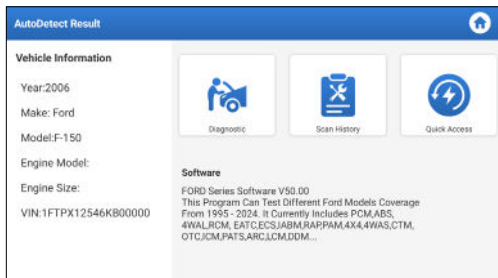 AutoDetect Result
Vehicle Information
Year:2006
Make: Ford
Model:F-150
Engine Model:
Engine Size:
VIN:1FTPX12546KB00000
Diagnostic
Scan History
Quick Access
Software
FORD Series Software V50.00
This Program Can Test Different Ford Models Coverage
From 1995 - 2024. It Currently Includes PCM,ABS,
4WAL,RCM, EATC,ECS,IABM,RAP,PAM,4X4,4WAS,CTM,
OTC,ICM,PATS,ARC,LCM,DDM...